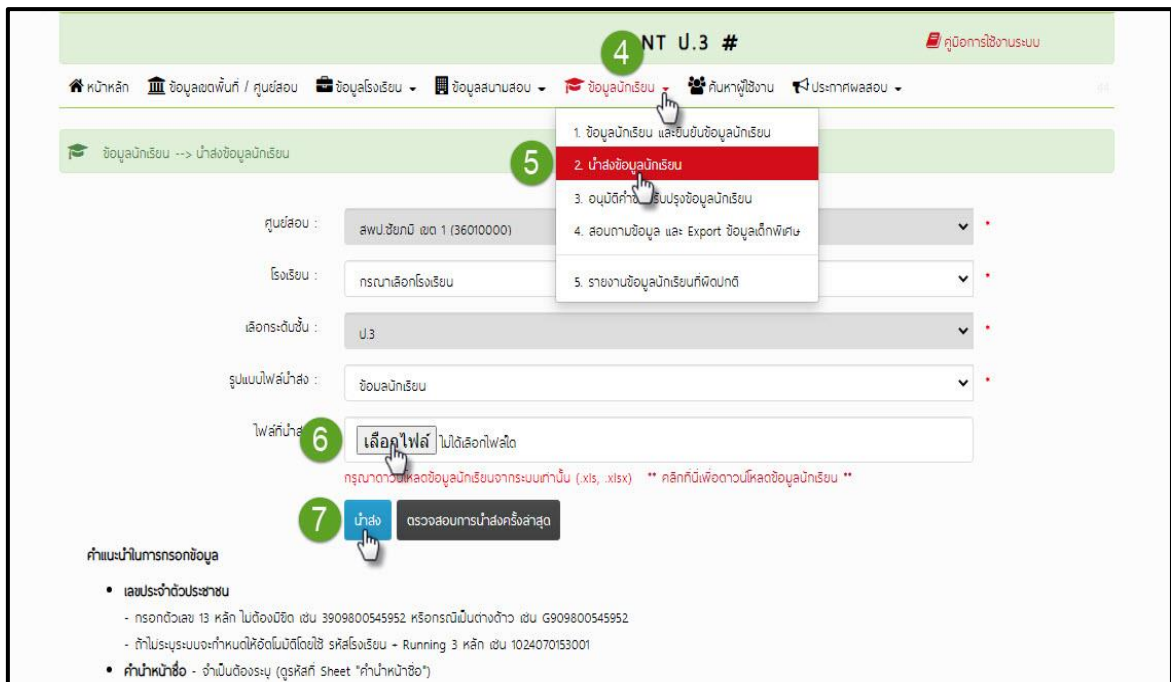 NT ป.3 #
คู่มือการใช้งานระบบ
4
หน้าหลัก ข้อมูลเขตพื้นที่ / ศูนย์สอบ ข้อมูลโรงเรียน ข้อมูลสนามสอบ ข้อมูลนักเรียน ค้นหาผู้ใช้งาน ประกาศผลสอบ
1. ข้อมูลนักเรียน และยืนยันข้อมูลนักเรียน
ข้อมูลนักเรียน --> นำส่งข้อมูลนักเรียน
5
2. นำส่งข้อมูลนักเรียน
3. อนุมัติคำขอปรับปรุงข้อมูลนักเรียน
4. สอบถามข้อมูล และ Export ข้อมูลเด็กพิเศษ
5. รายงานข้อมูลนักเรียนที่ผิดปกติ
ศูนย์สอบ : สพป.ชัยภูมิ เขต 1 (36010000) *
โรงเรียน : กรุณาเลือกโรงเรียน *
เลือกระดับชั้น : ป.3 *
รูปแบบไฟล์นำส่ง : ข้อมูลนักเรียน *
ไฟล์ที่นำส่ง 6 เลือกไฟล์ ไม่ได้เลือกไฟล์ใด
กรุณาดาวน์โหลดข้อมูลนักเรียนจากระบบเท่านั้น (.xls, .xlsx) ** คลิกที่นี่เพื่อดาวน์โหลดข้อมูลนักเรียน **
7 นำส่ง ตรวจสอบการนำส่งครั้งล่าสุด
คำแนะนำในการกรอกข้อมูล
• เลขประจำตัวประชาชน
- กรอกตัวเลข 13 หลัก ไม่ต้องมีขีด เช่น 3909800545952 หรือกรณีเป็นต่างด้าว เช่น G909800545952
- ถ้าไม่ระบุระบบจะกำหนดให้อัตโนมัติโดยใช้ รหัสโรงเรียน + Running 3 หลัก เช่น 1024070153001
• คำนำหน้าชื่อ - จำเป็นต้องระบุ (ดูรหัสที่ Sheet "คำนำหน้าชื่อ")